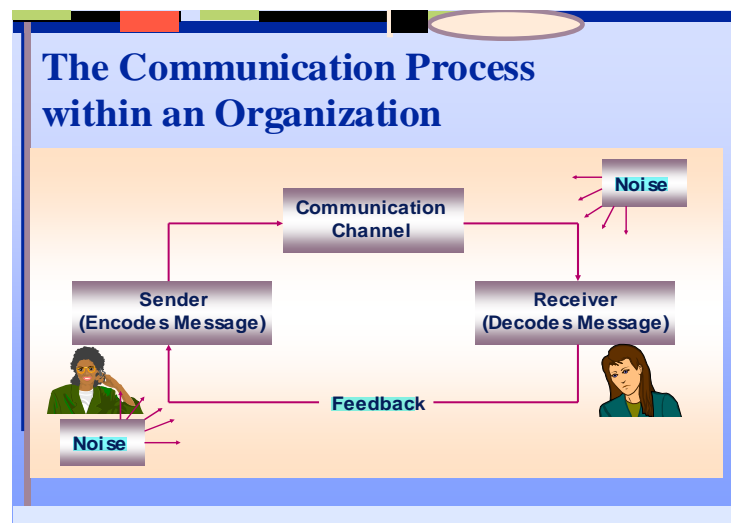 The Communication Process
within an Organization
Noise
Communication
Channel
Sender
(Encodes Message)
Receiver
(Decodes Message)
Feedback
Noise